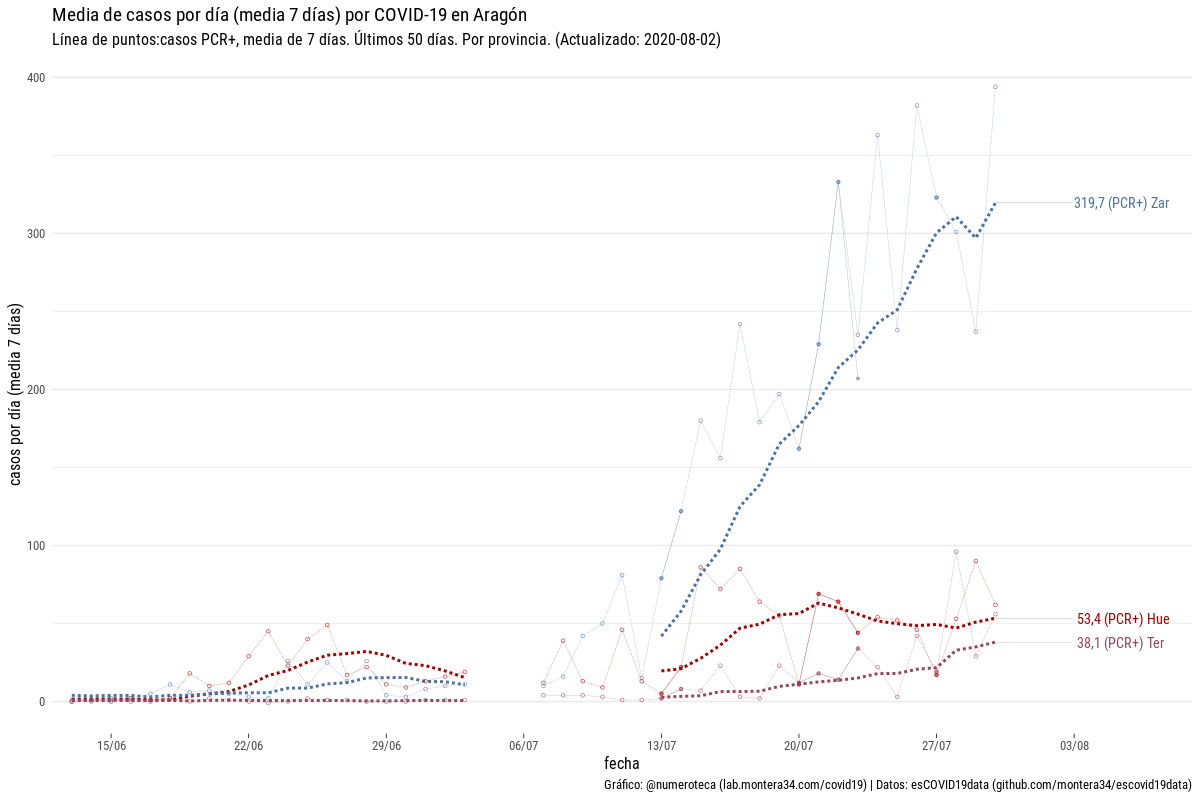 Media de casos por día (media 7 días) por COVID-19 en Aragón
Línea de puntos:casos PCR+, media de 7 días. Últimos 50 días. Por provincia. (Actualizado: 2020-08-02)
casos por día (media 7 días)
400
300
200
100
0
319,7 (PCR+) Zar
53,4 (PCR+) Hue
38,1 (PCR+) Ter
15/06
22/06
29/06
06/07
13/07
20/07
27/07
03/08
fecha
Gráfico: @numeroteca (lab.montera34.com/covid19) | Datos: esCOVID19data (github.com/montera34/escovid19data)